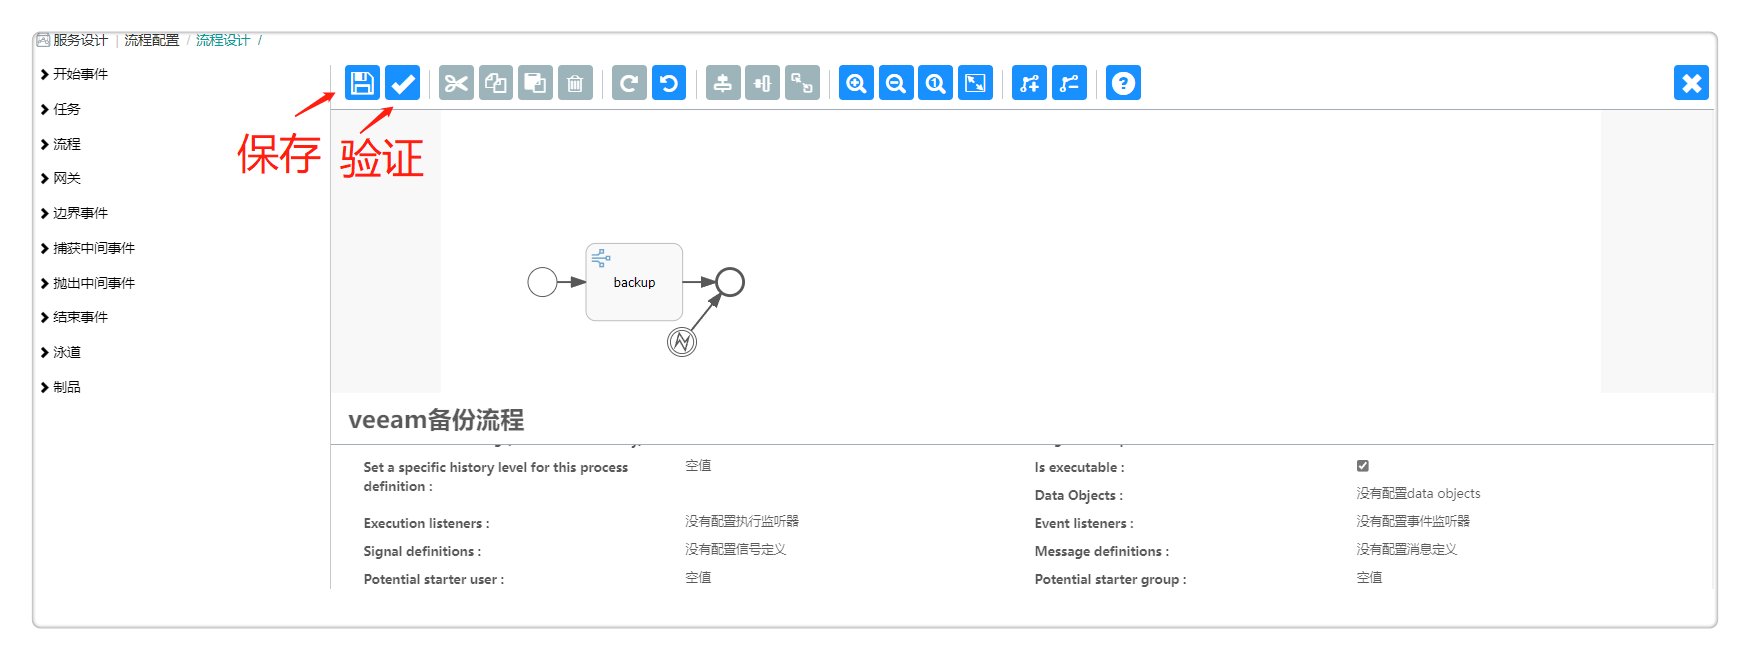 服务设计 | 流程配置 / 流程设计 /
开始事件
任务
流程
网关
边界事件
捕获中间事件
抛出中间事件
结束事件
泳道
制品
保存 验证
backup
veeam备份流程
Set a specific history level for this process definition : 空值
Is executable :
Data Objects : 没有配置data objects
Execution listeners : 没有配置执行监听器
Event listeners : 没有配置事件监听器
Signal definitions : 没有配置信号定义
Message definitions : 没有配置消息定义
Potential starter user : 空值
Potential starter group : 空值